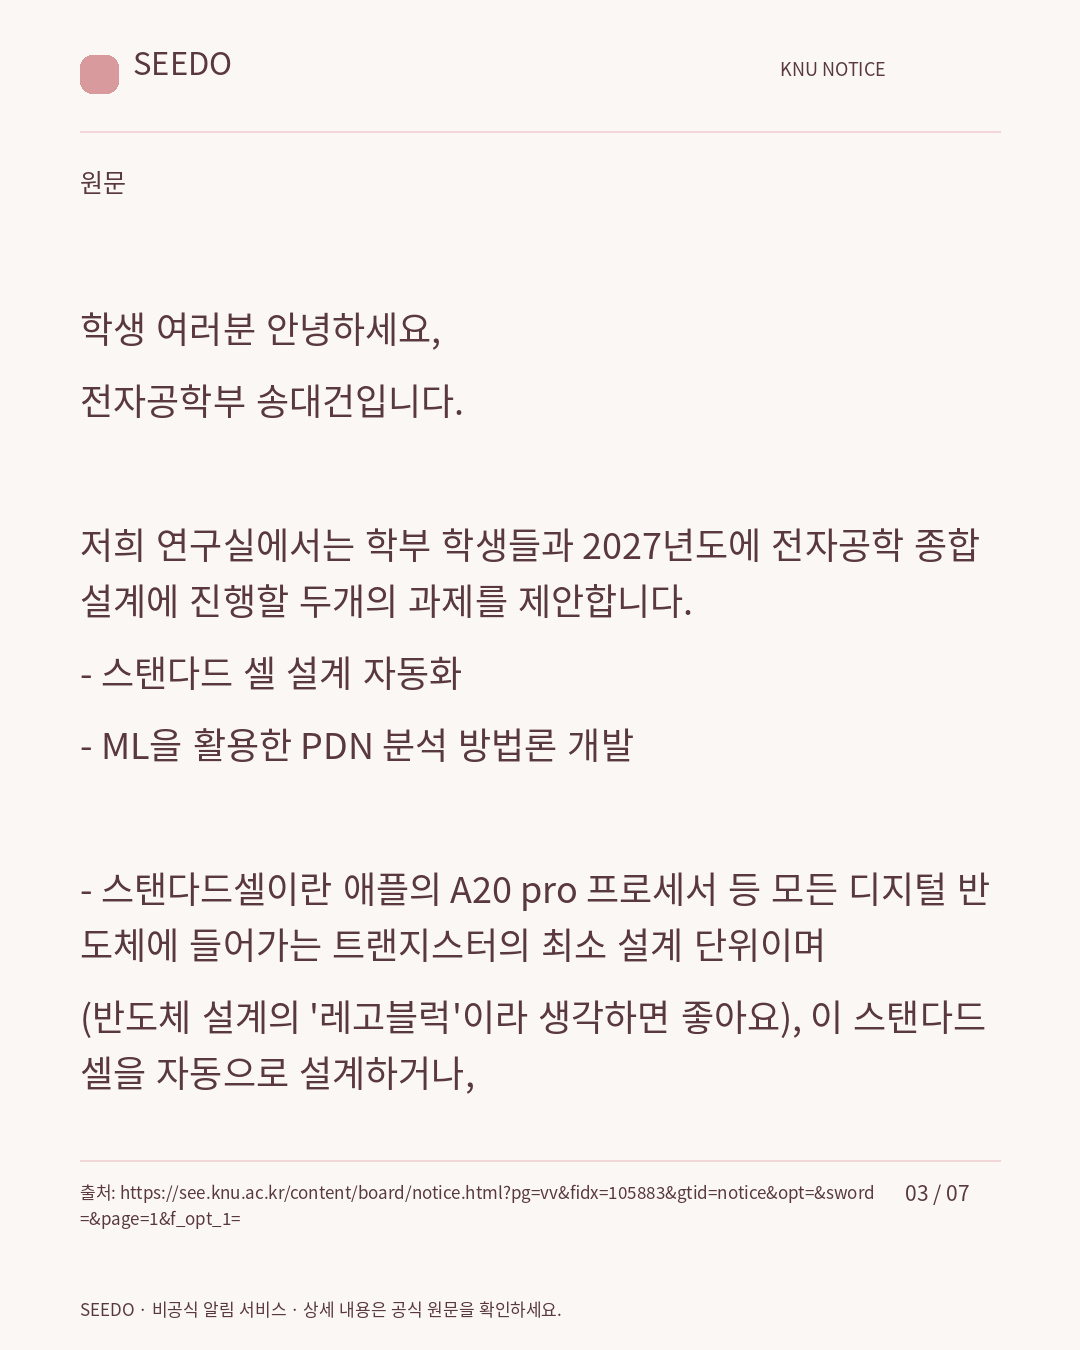 SEEDO
KNU NOTICE
원문
학생 여러분 안녕하세요,
전자공학부 송대건입니다.
저희 연구실에서는 학부 학생들과 2027년도에 전자공학 종합
설계에 진행할 두개의 과제를 제안합니다.
- 스탠다드 셀 설계 자동화
- ML을 활용한 PDN 분석 방법론 개발
- 스탠다드셀이란 애플의 A20 pro 프로세서 등 모든 디지털 반
도체에 들어가는 트랜지스터의 최소 설계 단위이며
(반도체 설계의 '레고블럭'이라 생각하면 좋아요), 이 스탠다드
셀을 자동으로 설계하거나,
출처: https://see.knu.ac.kr/content/board/notice.html?pg=vv&fidx=105883&gtid=notice&opt=&sword
=&page=1&f_opt_1=
03 / 07
SEEDO · 비공식 알림 서비스 · 상세 내용은 공식 원문을 확인하세요.